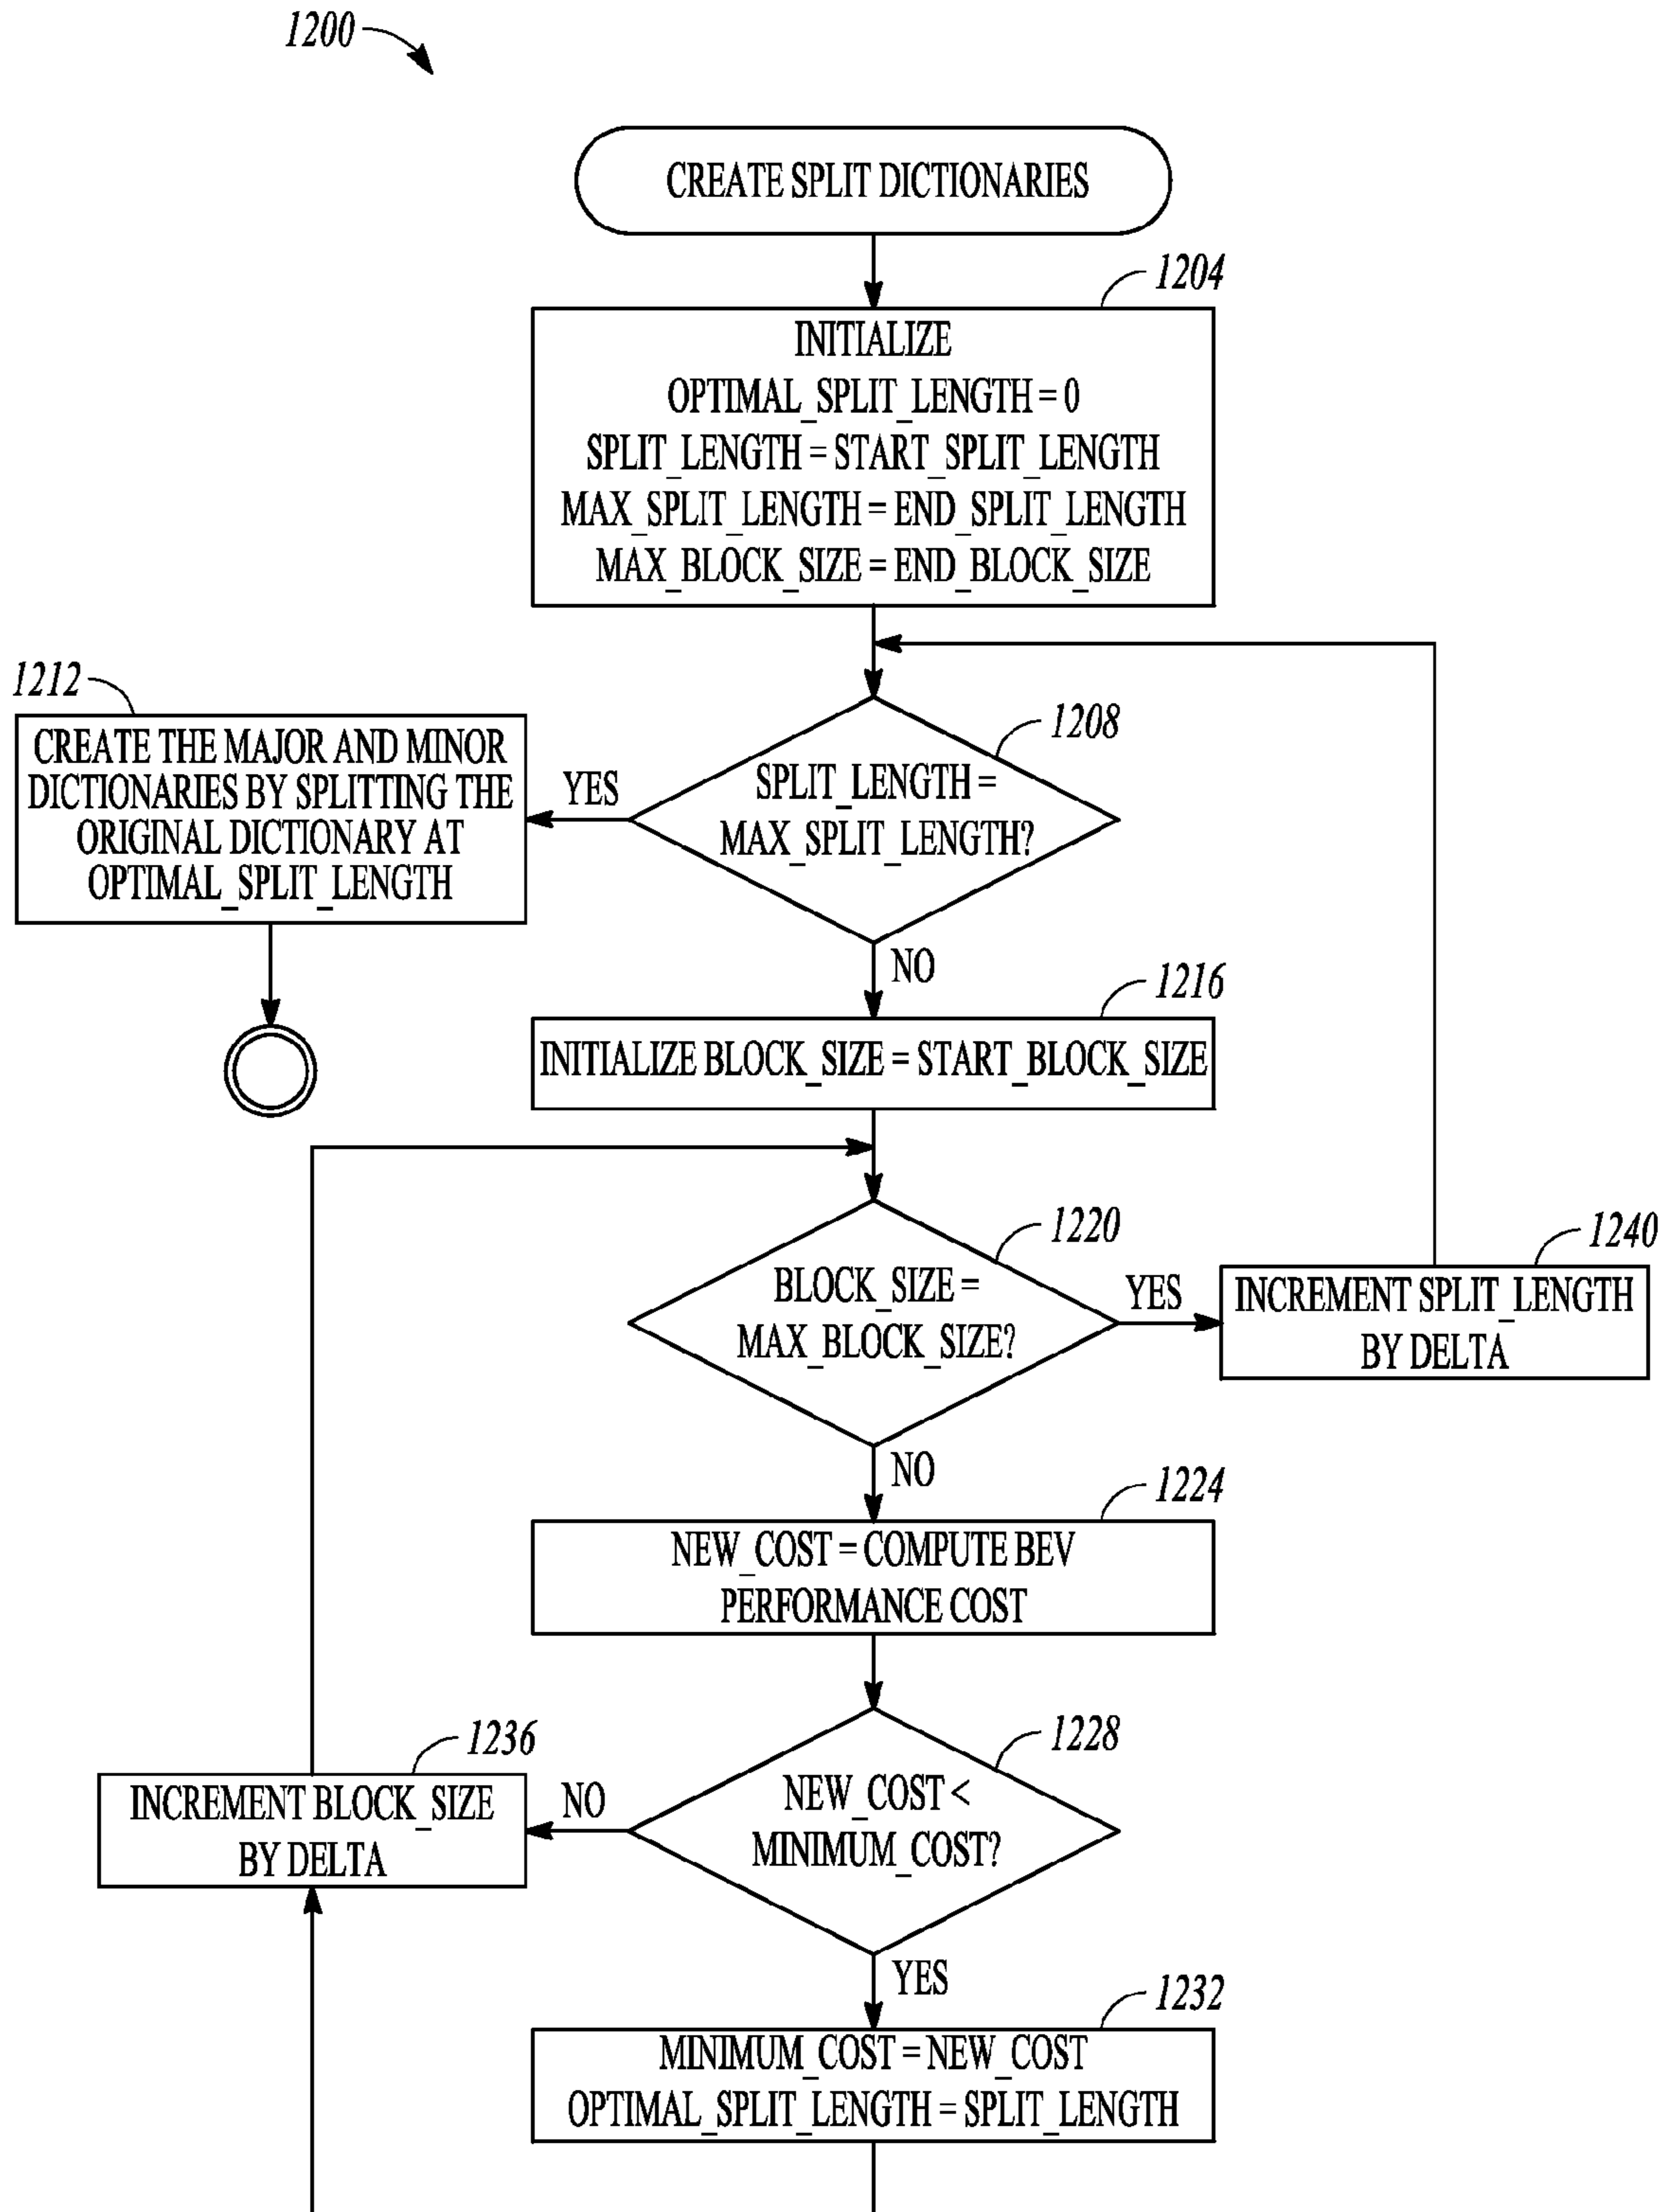 1200
CREATE SPLIT DICTIONARIES
1204
INITIALIZE
OPTIMAL_SPLIT_LENGTH = 0
SPLIT_LENGTH = START_SPLIT_LENGTH
MAX_SPLIT_LENGTH = END_SPLIT_LENGTH
MAX_BLOCK_SIZE = END_BLOCK_SIZE
1208
SPLIT_LENGTH =
MAX_SPLIT_LENGTH?
YES
1212
CREATE THE MAJOR AND MINOR
DICTIONARIES BY SPLITTING THE
ORIGINAL DICTIONARY AT
OPTIMAL_SPLIT_LENGTH
NO
1216
INITIALIZE BLOCK_SIZE = START_BLOCK_SIZE
1220
BLOCK_SIZE =
MAX_BLOCK_SIZE?
YES
1240
INCREMENT SPLIT_LENGTH
BY DELTA
NO
1224
NEW_COST = COMPUTE BEV
PERFORMANCE COST
1228
NEW_COST <
MINIMUM_COST?
NO
1236
INCREMENT BLOCK_SIZE
BY DELTA
YES
1232
MINIMUM_COST = NEW_COST
OPTIMAL_SPLIT_LENGTH = SPLIT_LENGTH